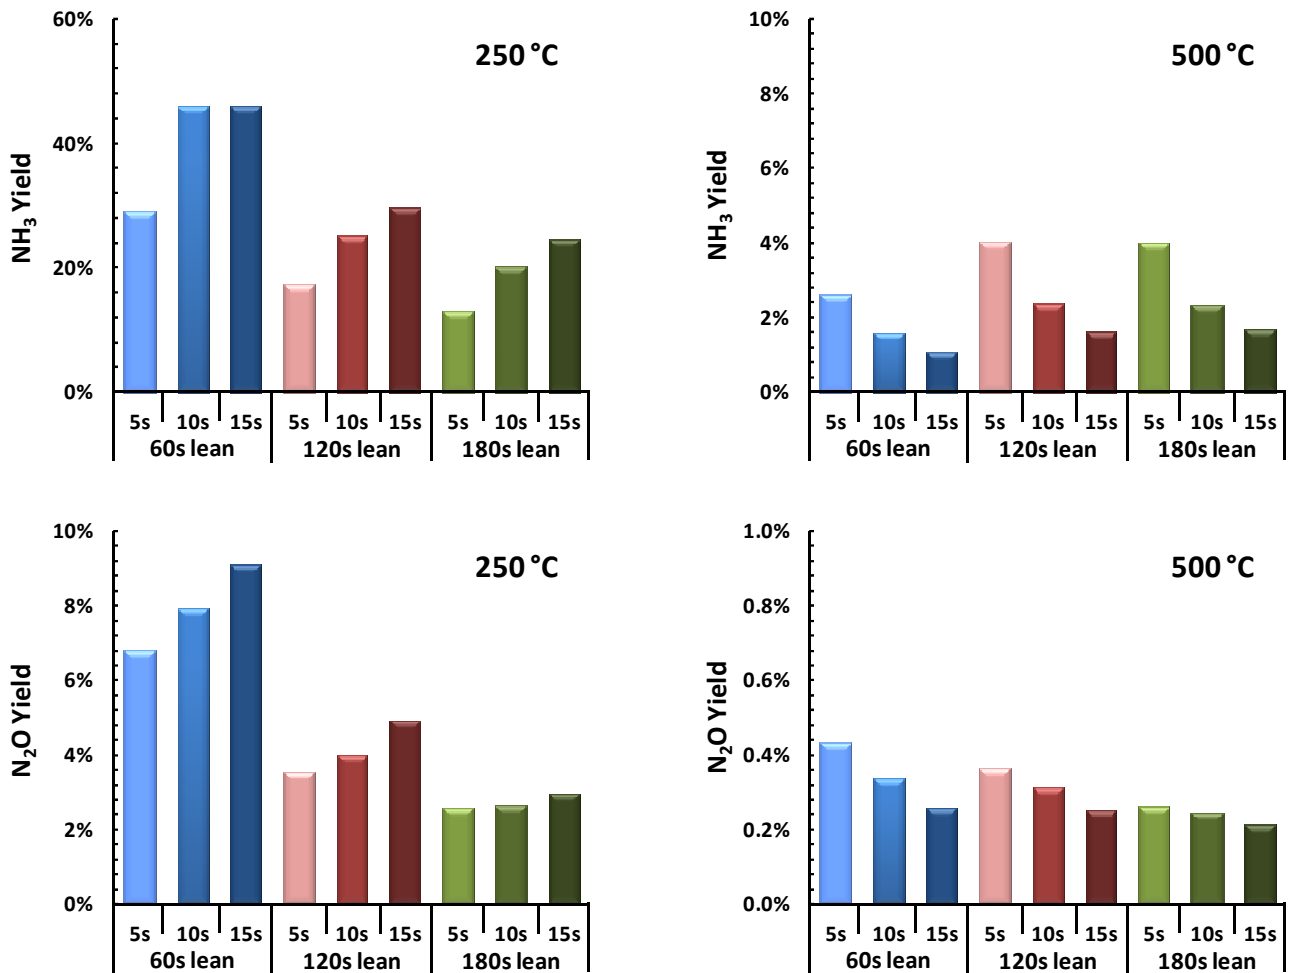 60%
40%
20%
0%
NH₃ Yield
250 °C
5s 10s 15s 5s 10s 15s 5s 10s 15s
60s lean 120s lean 180s lean
10%
8%
6%
4%
2%
0%
NH₃ Yield
500 °C
5s 10s 15s 5s 10s 15s 5s 10s 15s
60s lean 120s lean 180s lean
10%
8%
6%
4%
2%
0%
N₂O Yield
250 °C
5s 10s 15s 5s 10s 15s 5s 10s 15s
60s lean 120s lean 180s lean
1.0%
0.8%
0.6%
0.4%
0.2%
0.0%
N₂O Yield
500 °C
5s 10s 15s 5s 10s 15s 5s 10s 15s
60s lean 120s lean 180s lean